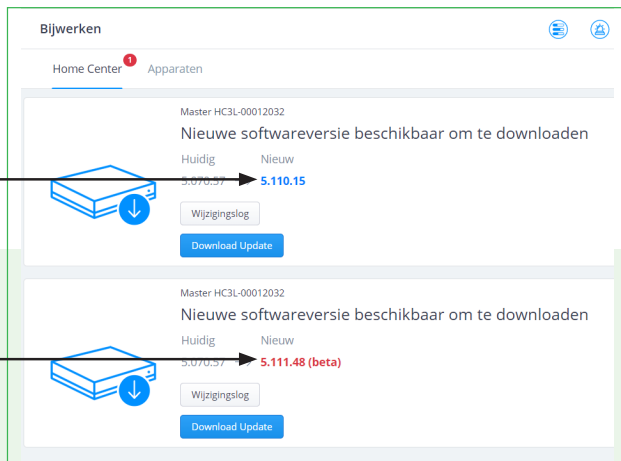 Bijwerken
Home Center 1 Apparaten
Master HC3L-00012032
Nieuwe softwareversie beschikbaar om te downloaden
Huidig Nieuw
5.070.57 5.110.15
Wijzigingslog
Download Update
Master HC3L-00012032
Nieuwe softwareversie beschikbaar om te downloaden
Huidig Nieuw
5.070.57 5.111.48 (beta)
Wijzigingslog
Download Update